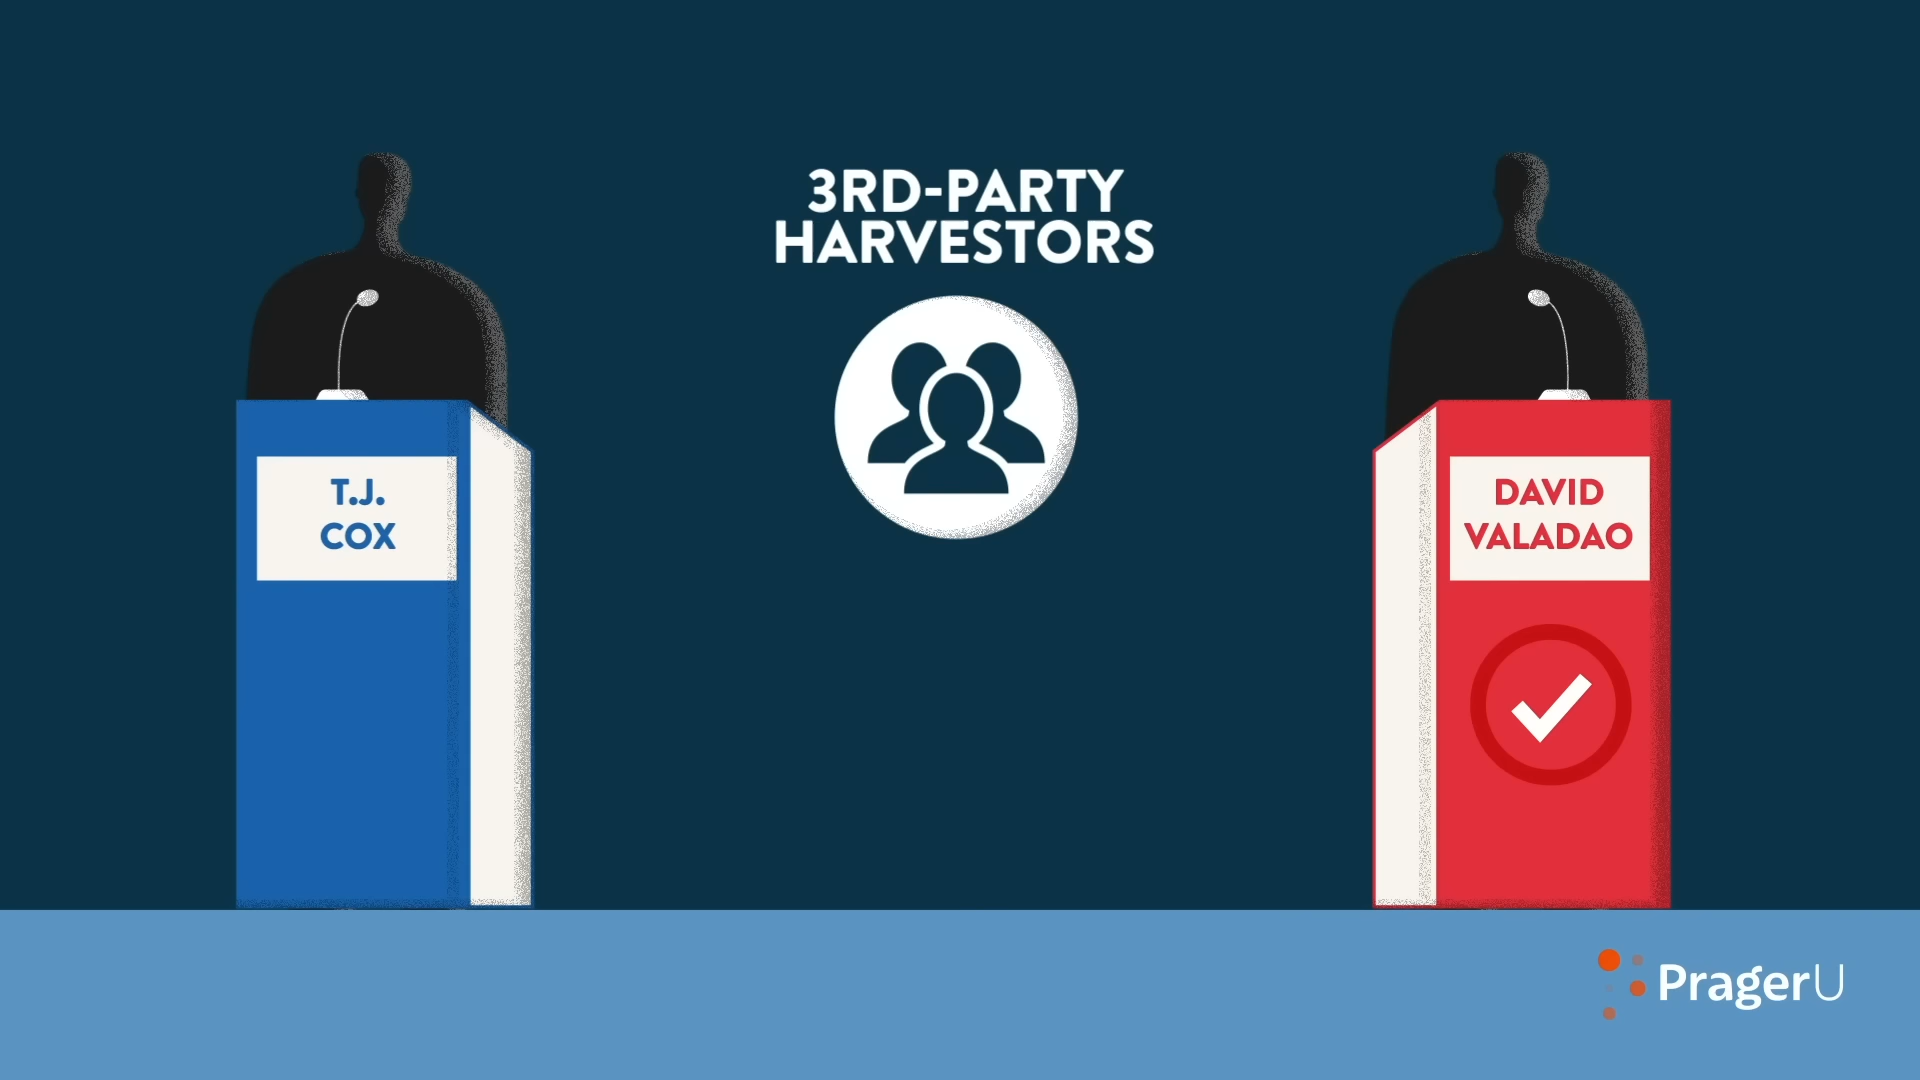 3RD-PARTY
HARVESTORS
T.J.
COX
DAVID
VALADAO
PragerU